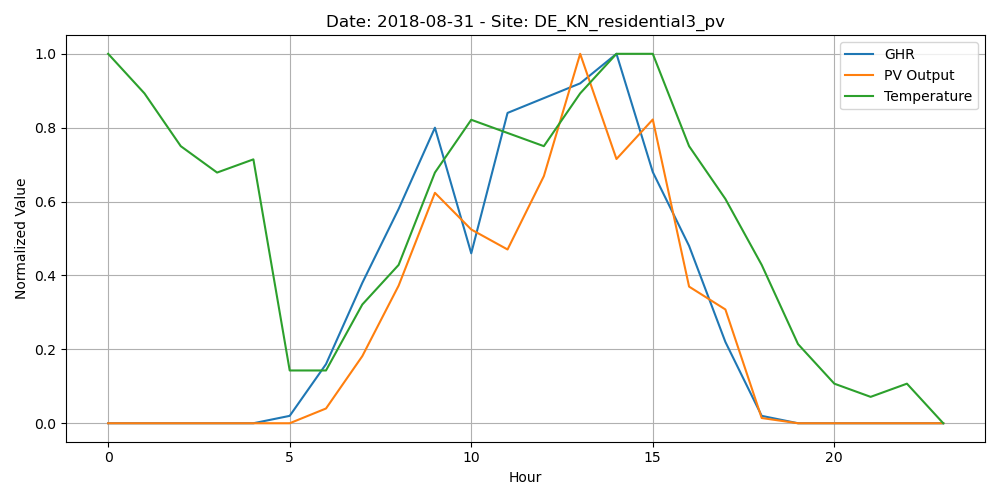 Date: 2018-08-31 - Site: DE_KN_residential3_pv
GHR
PV Output
Temperature
Normalized Value
1.0
0.8
0.6
0.4
0.2
0.0
0 5 10 15 20
Hour